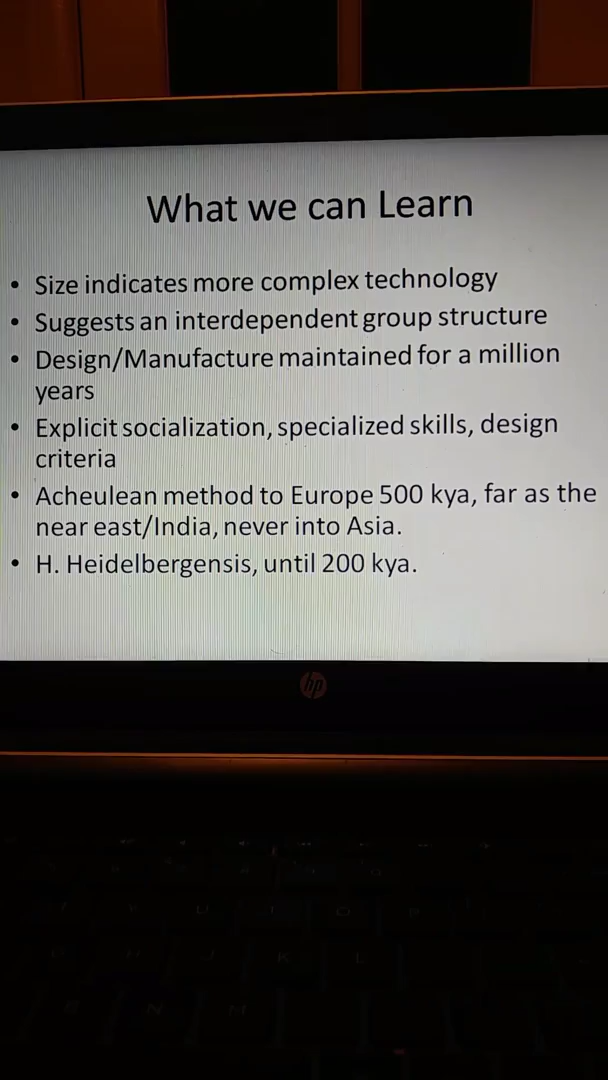 What we can Learn
• Size indicates more complex technology
• Suggests an interdependent group structure
• Design/Manufacture maintained for a million
years
• Explicit socialization, specialized skills, design
criteria
• Acheulean method to Europe 500 kya, far as the
near east/India, never into Asia.
• H. Heidelbergensis, until 200 kya.
hp
K L
N M